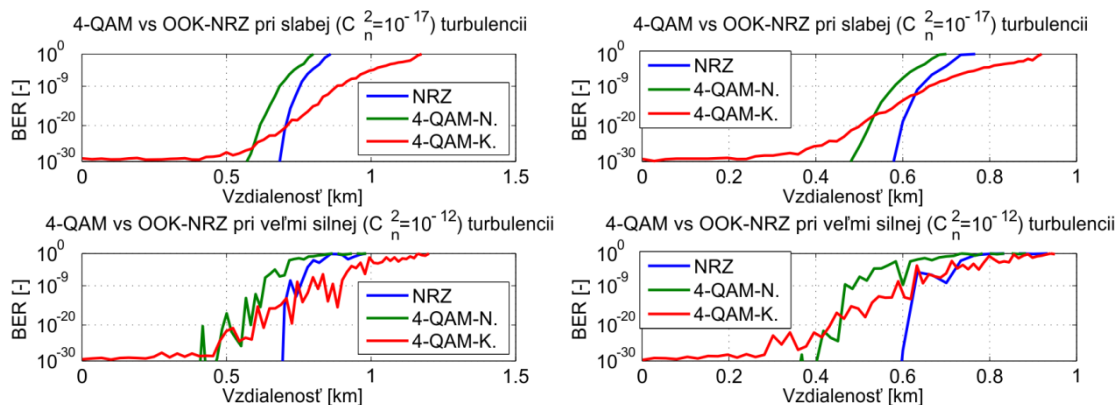 4-QAM vs OOK-NRZ pri slabej (C n 2 =10 -17 ) turbulencii
10 0
10 -9
10 -20
10 -30
BER [-]
NRZ
4-QAM-N.
4-QAM-K.
0 0.5 1 1.5
Vzdialenosť [km]
4-QAM vs OOK-NRZ pri slabej (C n 2 =10 -17 ) turbulencii
10 0
10 -9
10 -20
10 -30
BER [-]
NRZ
4-QAM-N.
4-QAM-K.
0 0.2 0.4 0.6 0.8 1
Vzdialenosť [km]
4-QAM vs OOK-NRZ pri veľmi silnej (C n 2 =10 -12 ) turbulencii
10 0
10 -9
10 -20
10 -30
BER [-]
NRZ
4-QAM-N.
4-QAM-K.
0 0.5 1 1.5
Vzdialenosť [km]
4-QAM vs OOK-NRZ pri veľmi silnej (C n 2 =10 -12 ) turbulencii
10 0
10 -9
10 -20
10 -30
BER [-]
NRZ
4-QAM-N.
4-QAM-K.
0 0.2 0.4 0.6 0.8 1
Vzdialenosť [km]